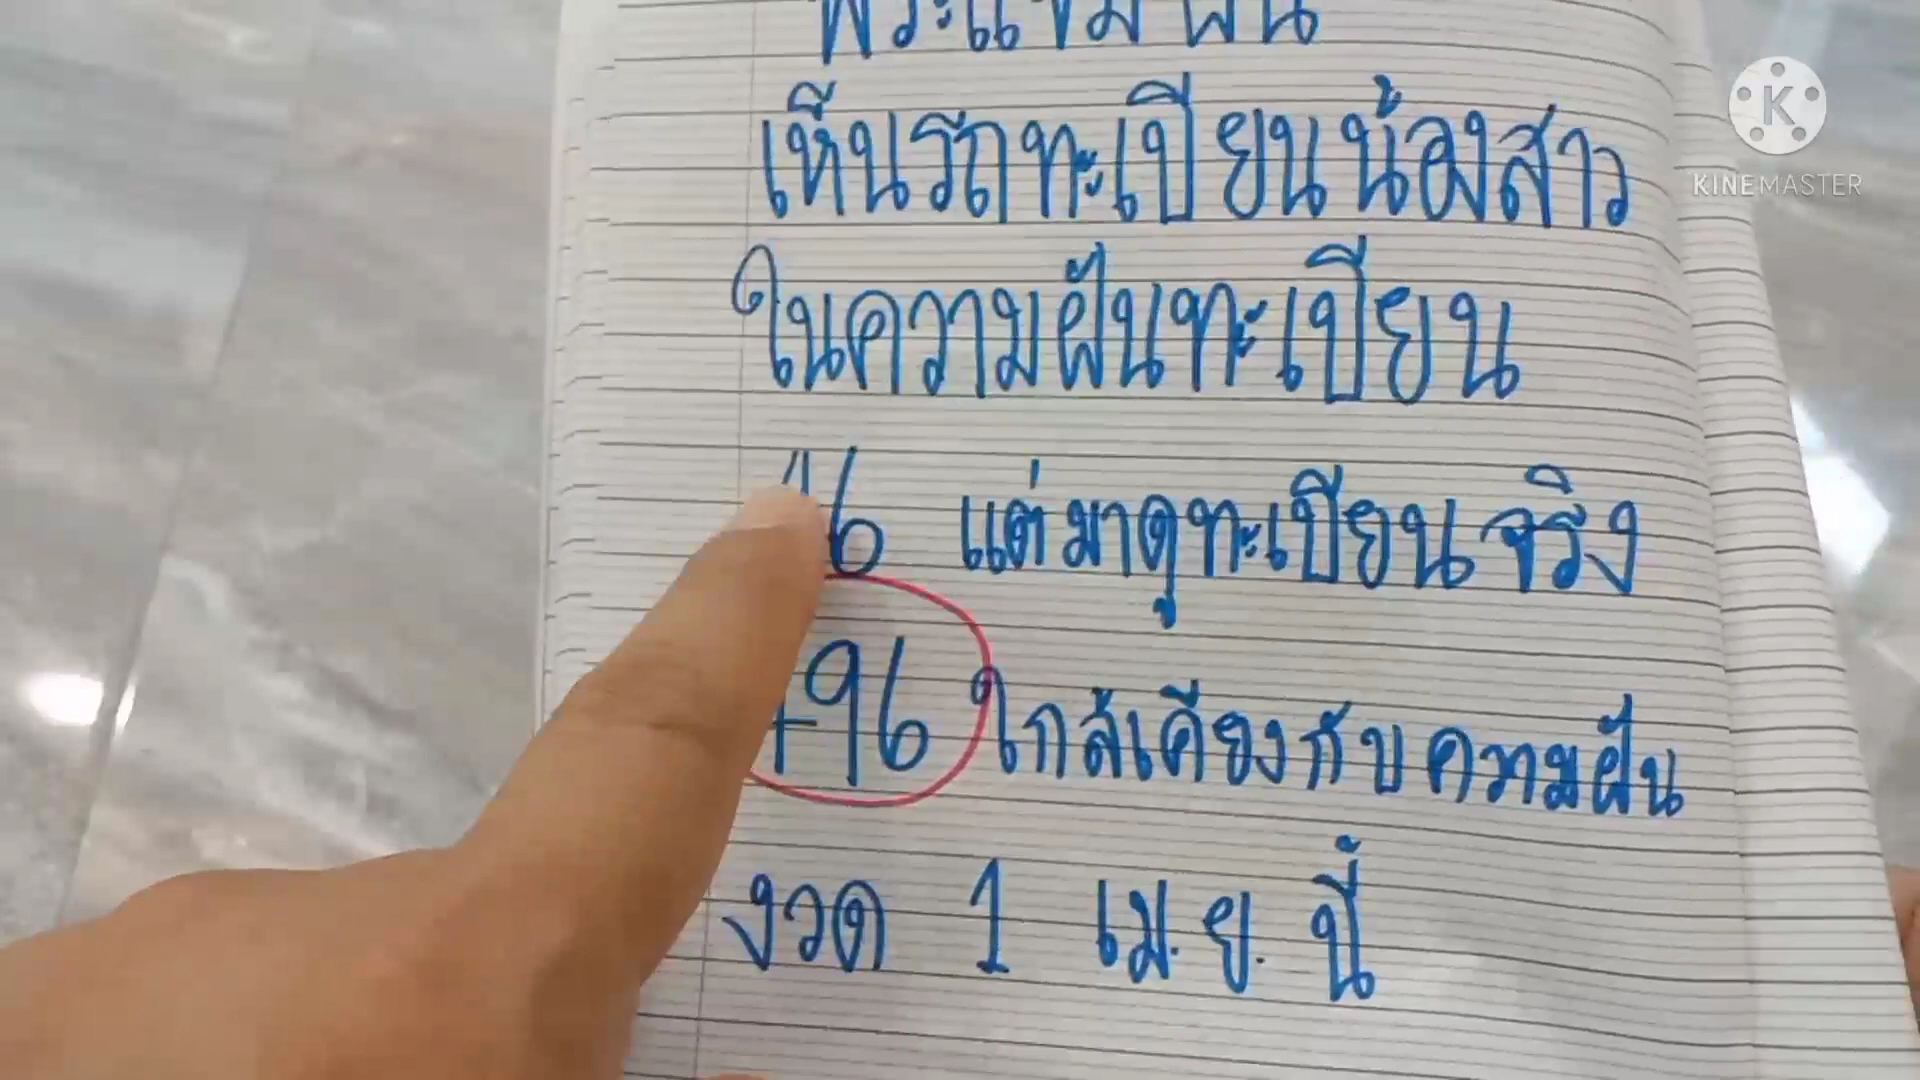 เห็นรถทะเบียนน้องสาว
ในความฝันทะเบียน
แต่มาดูทะเบียนจริง
796 ใกล้เคียงกับความฝัน
งวด 1 เม.ย. นี้
KINEMASTER